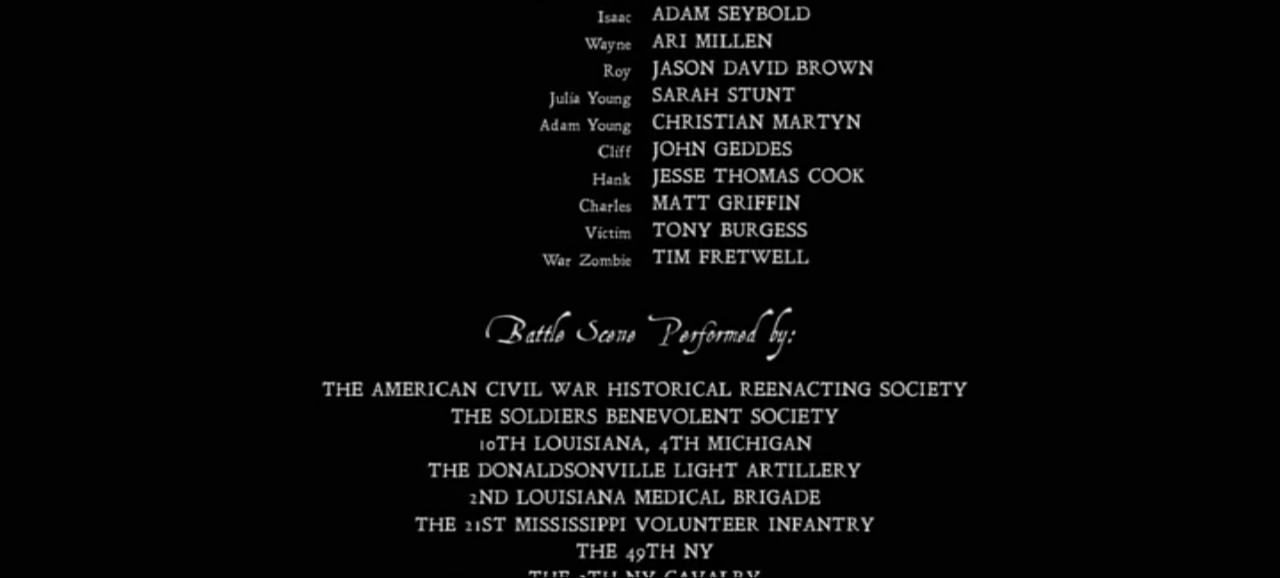 Isaac ADAM SEYBOLD
Wayne ARI MILLEN
Roy JASON DAVID BROWN
Julia Young SARAH STUNT
Adam Young CHRISTIAN MARTYN
Cliff JOHN GEDDES
Hank JESSE THOMAS COOK
Charles MATT GRIFFIN
Victim TONY BURGESS
War Zombie TIM FRETWELL
Battle Scene Performed by:
THE AMERICAN CIVIL WAR HISTORICAL REENACTING SOCIETY
THE SOLDIERS BENEVOLENT SOCIETY
10TH LOUISIANA, 4TH MICHIGAN
THE DONALDSONVILLE LIGHT ARTILLERY
2ND LOUISIANA MEDICAL BRIGADE
THE 21ST MISSISSIPPI VOLUNTEER INFANTRY
THE 49TH NY
THE NY CAVALRY